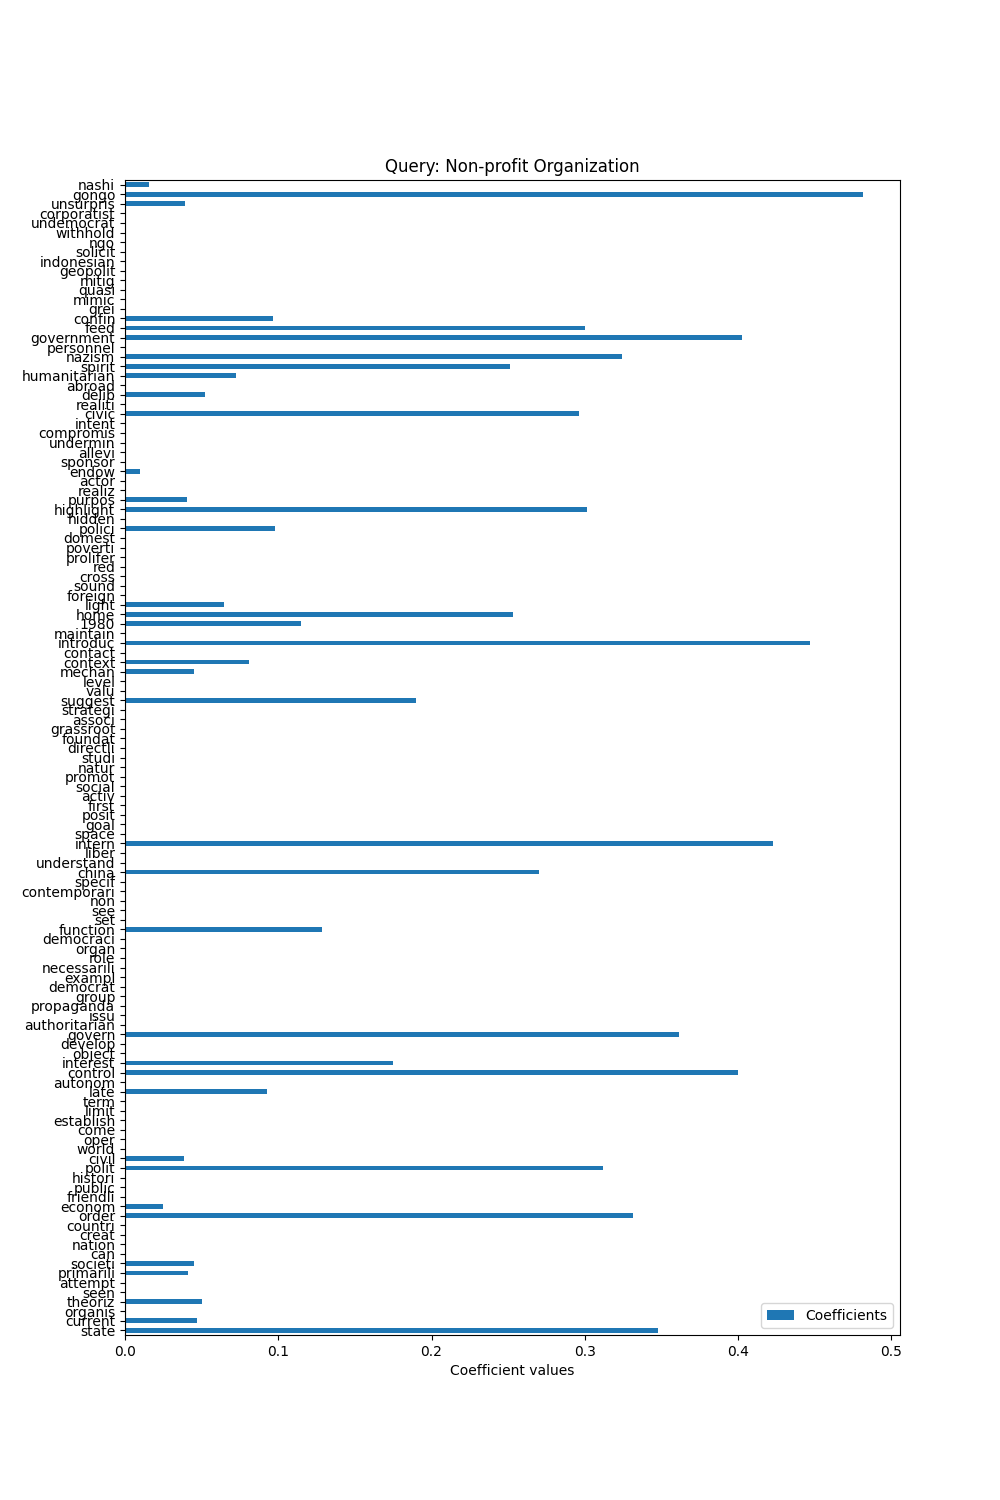 Query: Non-profit Organization
nashi
gongo
unsurpris
corporatist
undemocrat
withhold
ngo
solicit
indonesian
geopolit
mitig
quasi
mimic
grei
confin
feed
government
personnel
nazism
spirit
humanitarian
abroad
delib
realiti
civic
intent
compromis
undermin
allevi
sponsor
endow
actor
realiz
purpos
highlight
hidden
polici
domest
poverti
prolifer
red
cross
sound
foreign
light
home
1980
maintain
introduc
contact
context
mechan
level
valu
suggest
strategi
associ
grassroot
foundat
directli
studi
natur
promot
social
activ
first
posit
goal
space
intern
liber
understand
china
specif
contemporari
non
see
set
function
democraci
organ
role
necessarili
exampl
democrat
group
propaganda
issu
authoritarian
govern
develop
object
interest
control
autonom
late
term
limit
establish
come
oper
world
civil
polit
histori
public
friendli
econom
order
countri
creat
nation
can
societi
primarili
attempt
seen
theoriz
organis
current
state
Coefficients
0.0 0.1 0.2 0.3 0.4 0.5
Coefficient values